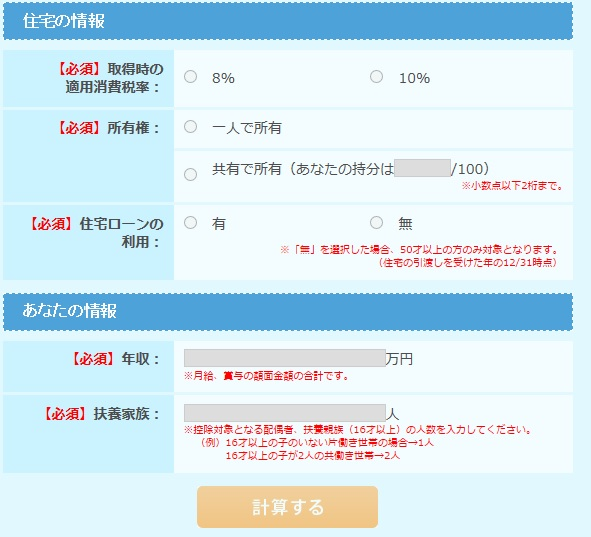 住宅の情報
【必須】取得時の
適用消費税率：
8%
10%
【必須】所有権：
一人で所有
共有で所有（あなたの持分は /100）
※小数点以下2桁まで。
【必須】住宅ローンの
利用：
有
無
※「無」を選択した場合、50才以上の方のみ対象となります。
（住宅の引渡しを受けた年の12/31時点）
あなたの情報
【必須】年収：
万円
※月給、賞与の額面金額の合計です。
【必須】扶養家族：
人
※控除対象となる配偶者、扶養親族（16才以上）の人数を入力してください。
（例）16才以上の子のいない片働き世帯の場合→1人
16才以上の子が2人の共働き世帯→2人
計算する